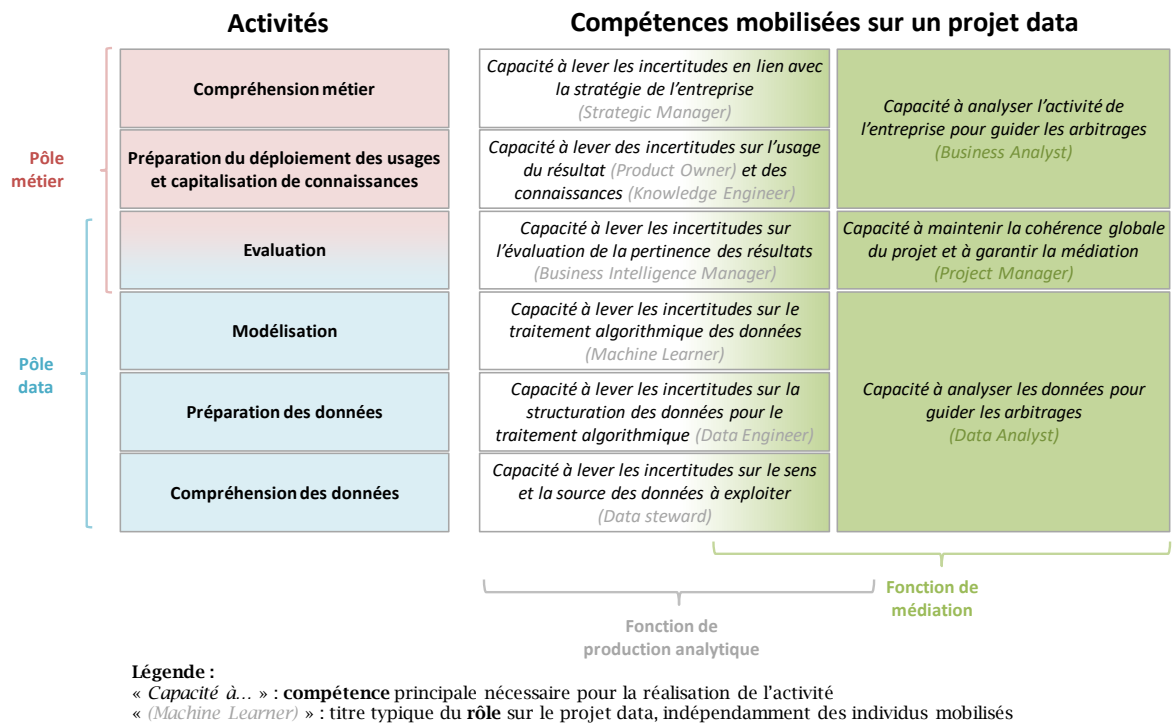 Activités
Compétences mobilisées sur un projet data
Pôle
métier
Pôle
data
Compréhension métier
Capacité à lever les incertitudes en lien avec
la stratégie de l'entreprise
(Strategic Manager)
Capacité à analyser l'activité de
l'entreprise pour guider les arbitrages
(Business Analyst)
Préparation du déploiement des usages
et capitalisation de connaissances
Capacité à lever des incertitudes sur l'usage
du résultat (Product Owner) et des
connaissances (Knowledge Engineer)
Evaluation
Capacité à lever les incertitudes sur
l'évaluation de la pertinence des résultats
(Business Intelligence Manager)
Capacité à maintenir la cohérence globale
du projet et à garantir la médiation
(Project Manager)
Modélisation
Capacité à lever les incertitudes sur le
traitement algorithmique des données
(Machine Learner)
Préparation des données
Capacité à lever les incertitudes sur la
structuration des données pour le
traitement algorithmique (Data Engineer)
Capacité à analyser les données pour
guider les arbitrages
(Data Analyst)
Compréhension des données
Capacité à lever les incertitudes sur le sens
et la source des données à exploiter
(Data steward)
Fonction de
médiation
Fonction de
production analytique
Légende :
« Capacité à... » : compétence principale nécessaire pour la réalisation de l'activité
« (Machine Learner) » : titre typique du rôle sur le projet data, indépendamment des individus mobilisés